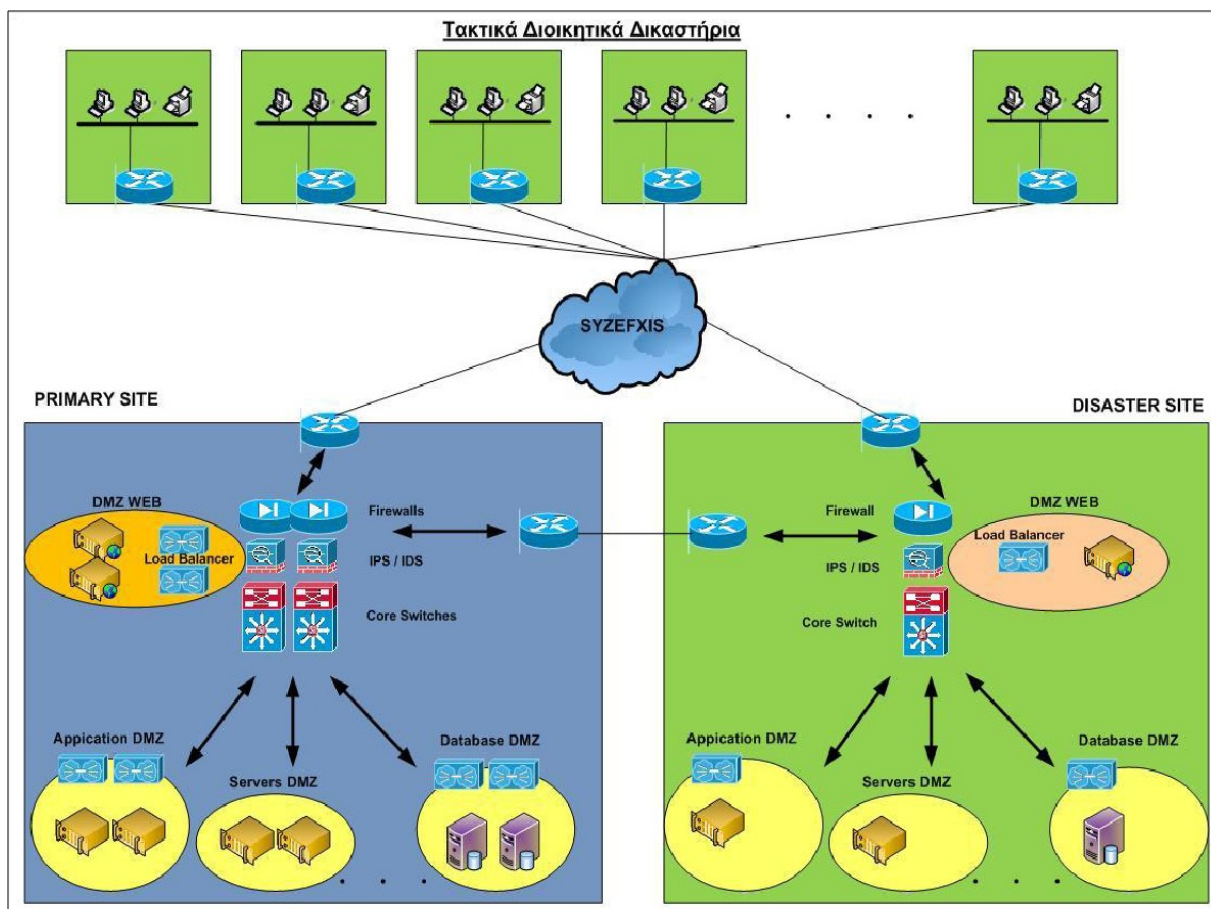 Τακτικά Διοικητικά Δικαστήρια
. . . .
SYZEFXIS
PRIMARY SITE
DISASTER SITE
DMZ WEB
Load Balancer
Firewalls
IPS / IDS
Core Switches
Appication DMZ
Servers DMZ
Database DMZ
. . .
Firewall
IPS / IDS
Core Switch
DMZ WEB
Load Balancer
Appication DMZ
Servers DMZ
Database DMZ
. . .